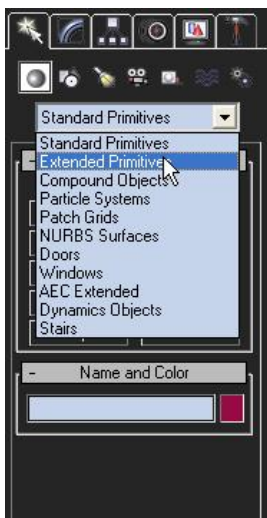 Standard Primitives
Standard Primitives
Extended Primitives
Compound Objects
Particle Systems
Patch Grids
NURBS Surfaces
Doors
Windows
AEC Extended
Dynamics Objects
Stairs
- Name and Color